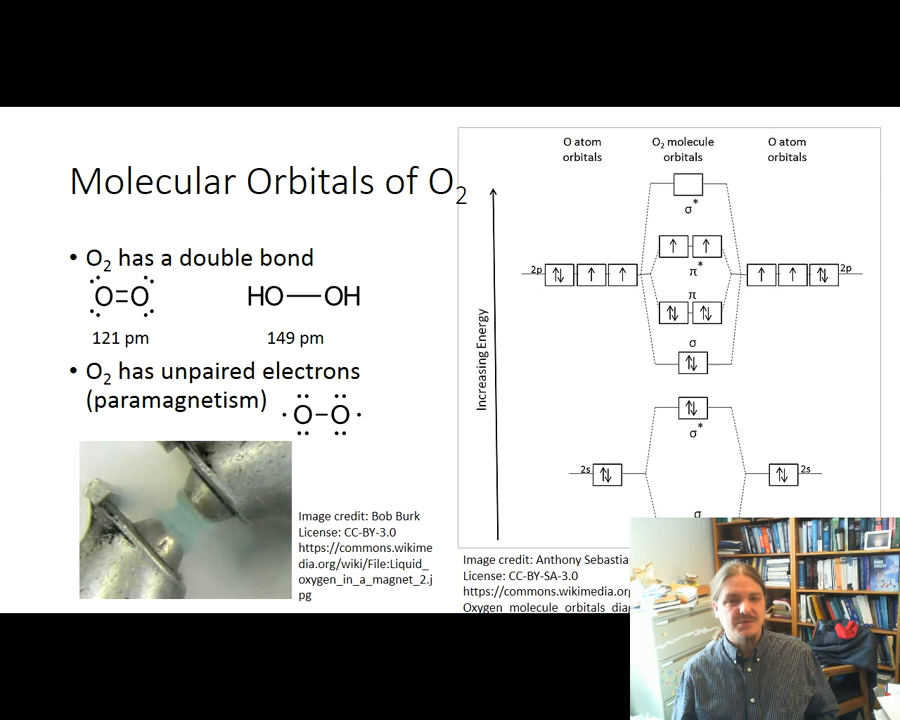 Molecular Orbitals of O2
• O2 has a double bond
O=O
HO—OH
121 pm
149 pm
• O2 has unpaired electrons
(paramagnetism)
·O–O·
Image credit: Bob Burk
License: CC-BY-3.0
https://commons.wikime
dia.org/wiki/File:Liquid_
oxygen_in_a_magnet_2.j
pg
O atom
orbitals
O2 molecule
orbitals
O atom
orbitals
Increasing Energy
σ*
2p
π*
2p
π
σ
σ*
2s
2s
σ
Image credit: Anthony Sebastia
License: CC-BY-SA-3.0
https://commons.wikimedia.org
Oxygen_molecule_orbitals_dia